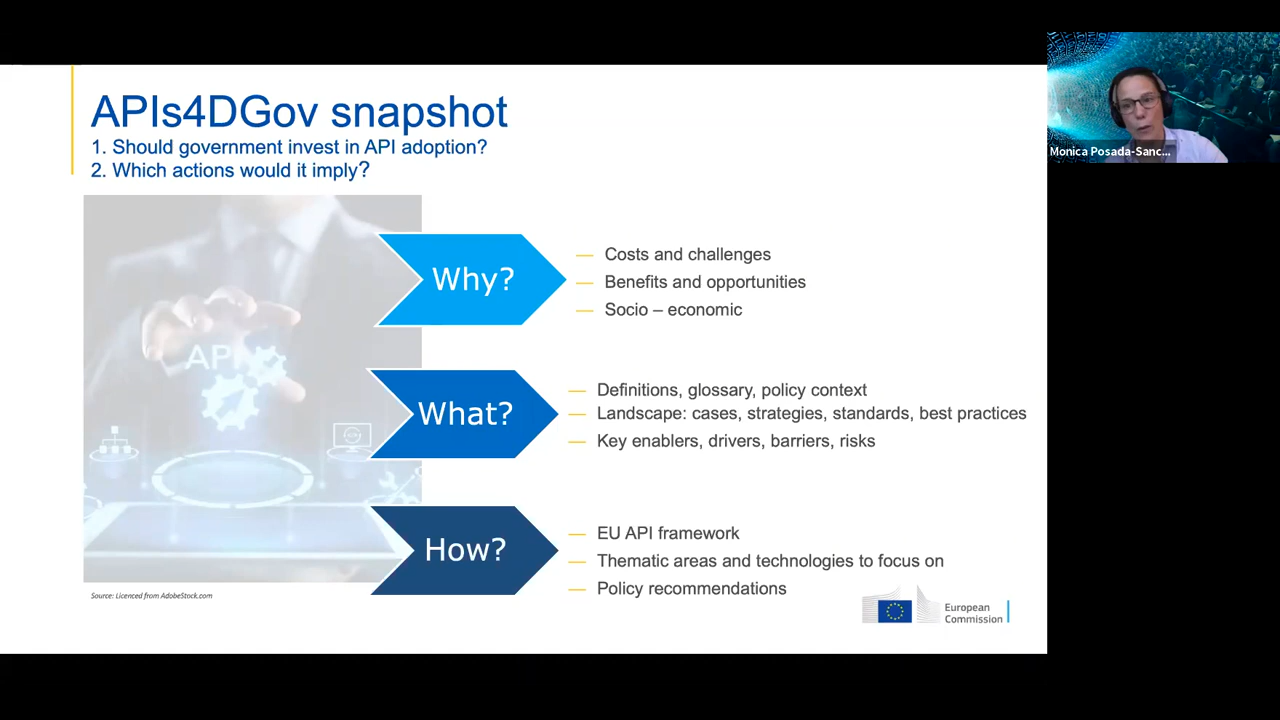 APIs4DGov snapshot
1. Should government invest in API adoption?
2. Which actions would it imply?
Why?
— Costs and challenges
— Benefits and opportunities
— Socio – economic
API
What?
— Definitions, glossary, policy context
— Landscape: cases, strategies, standards, best practices
— Key enablers, drivers, barriers, risks
How?
— EU API framework
— Thematic areas and technologies to focus on
— Policy recommendations
Source: Licenced from AdobeStock.com
European
Commission
Monica Posada-Sanc...